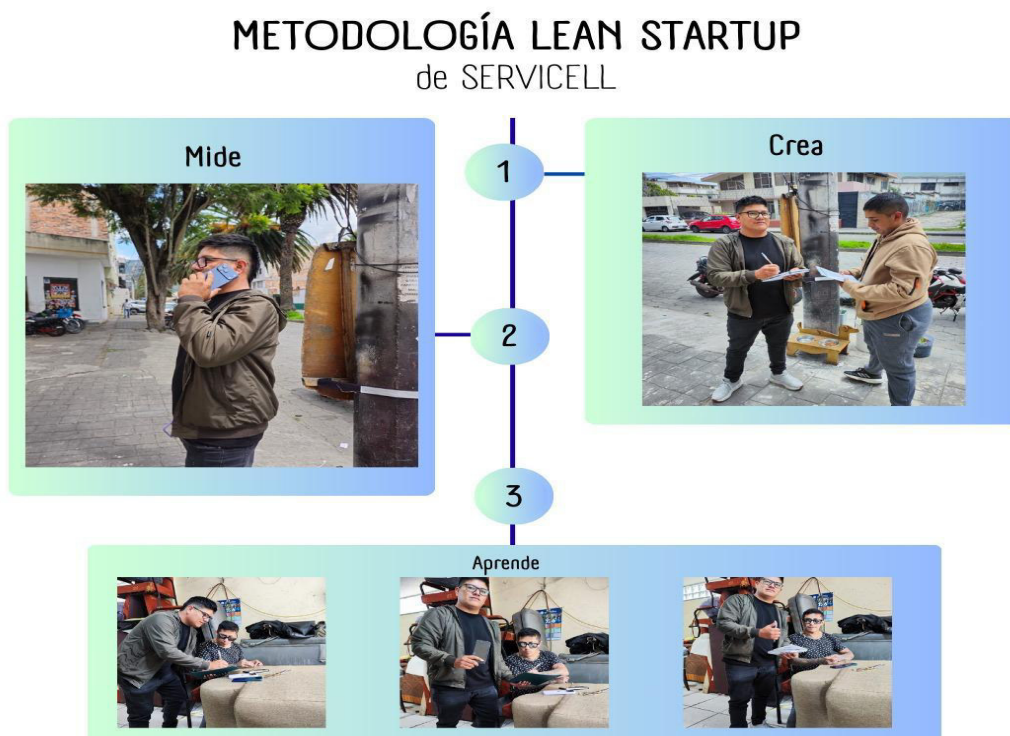 METODOLOGÍA LEAN STARTUP
de SERVICELL
1
Crea
Mide
2
3
Aprende